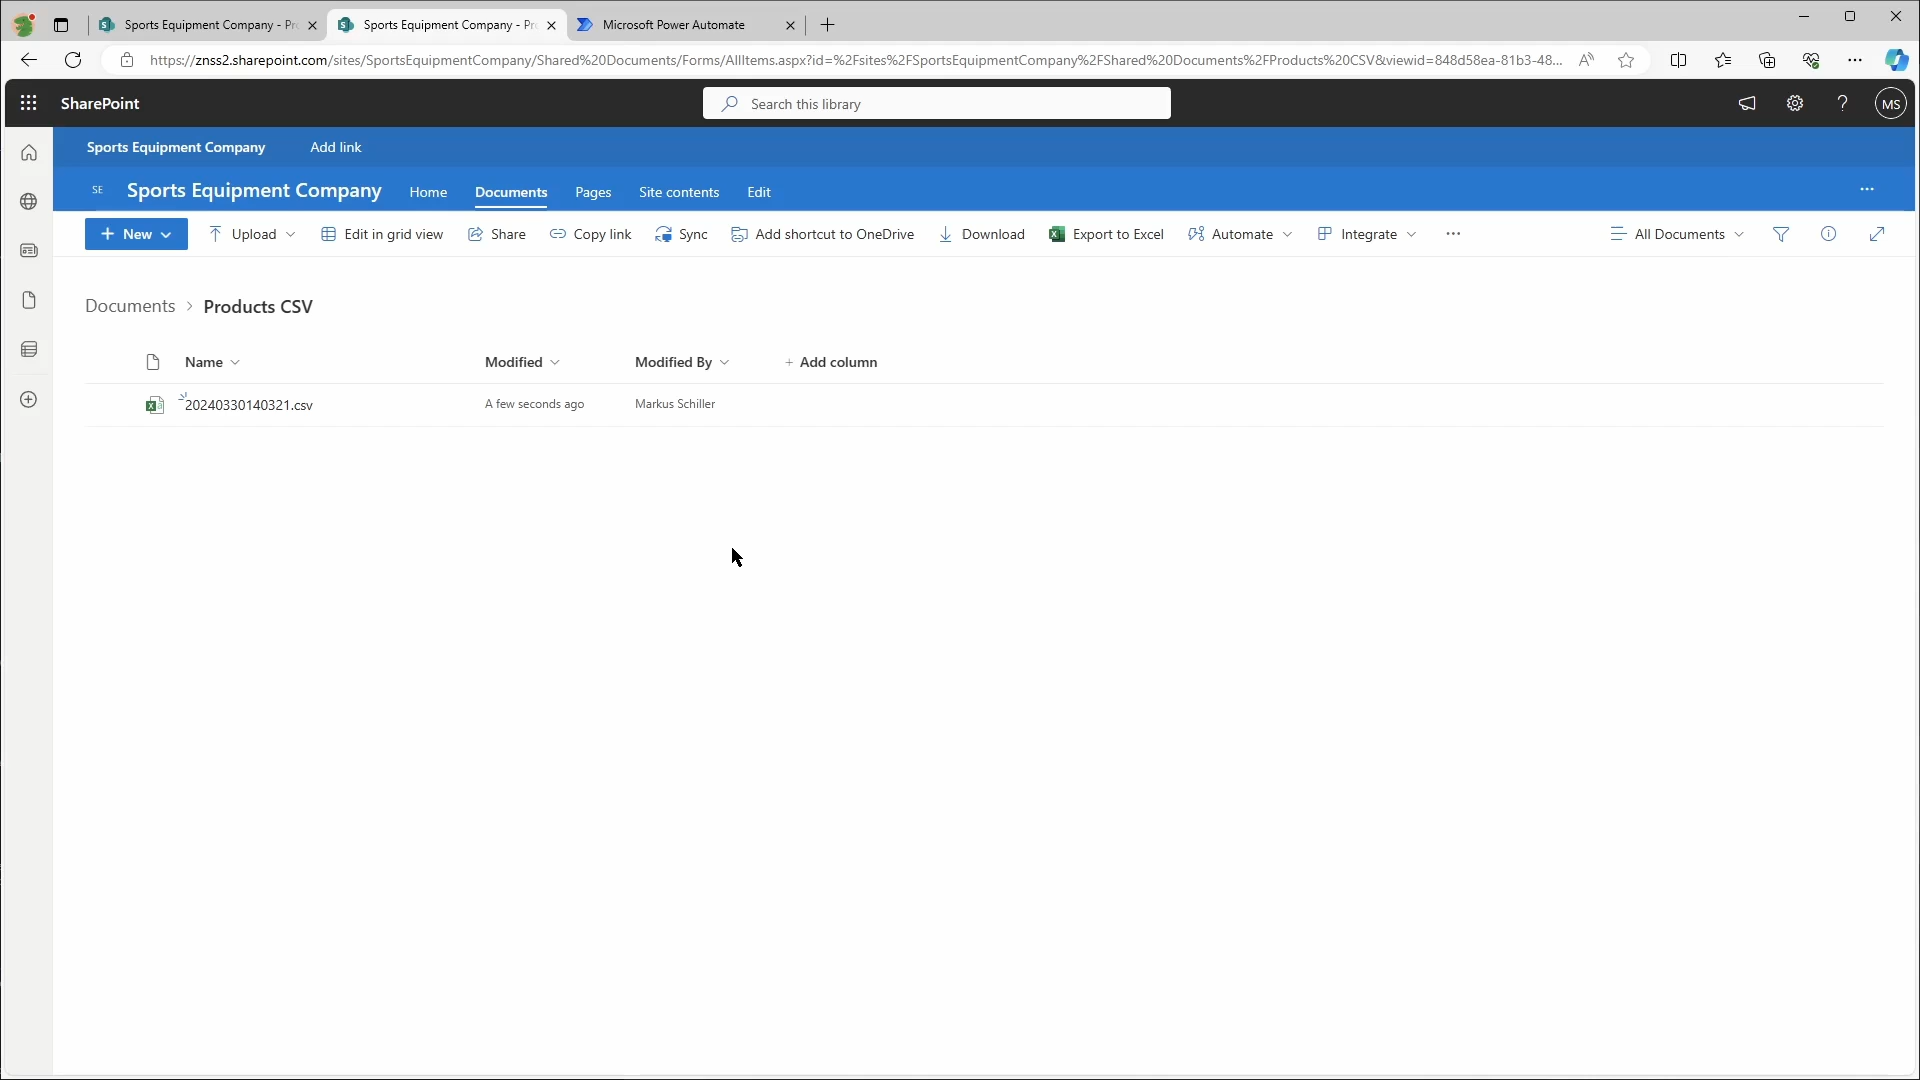 Sports Equipment Company - Pr
Sports Equipment Company - Pr
Microsoft Power Automate
https://znss2.sharepoint.com/sites/SportsEquipmentCompany/Shared%20Documents/Forms/AllItems.aspx?id=%2Fsites%2FSportsEquipmentCompany%2FShared%20Documents%2FProducts%20CSV&viewid=848d58ea-81b3-48...
SharePoint
Search this library
MS
Sports Equipment Company
Add link
SE
Sports Equipment Company
Home
Documents
Pages
Site contents
Edit
New
Upload
Edit in grid view
Share
Copy link
Sync
Add shortcut to OneDrive
Download
Export to Excel
Automate
Integrate
All Documents
Documents > Products CSV
Name
Modified
Modified By
+ Add column
20240330140321.csv
A few seconds ago
Markus Schiller